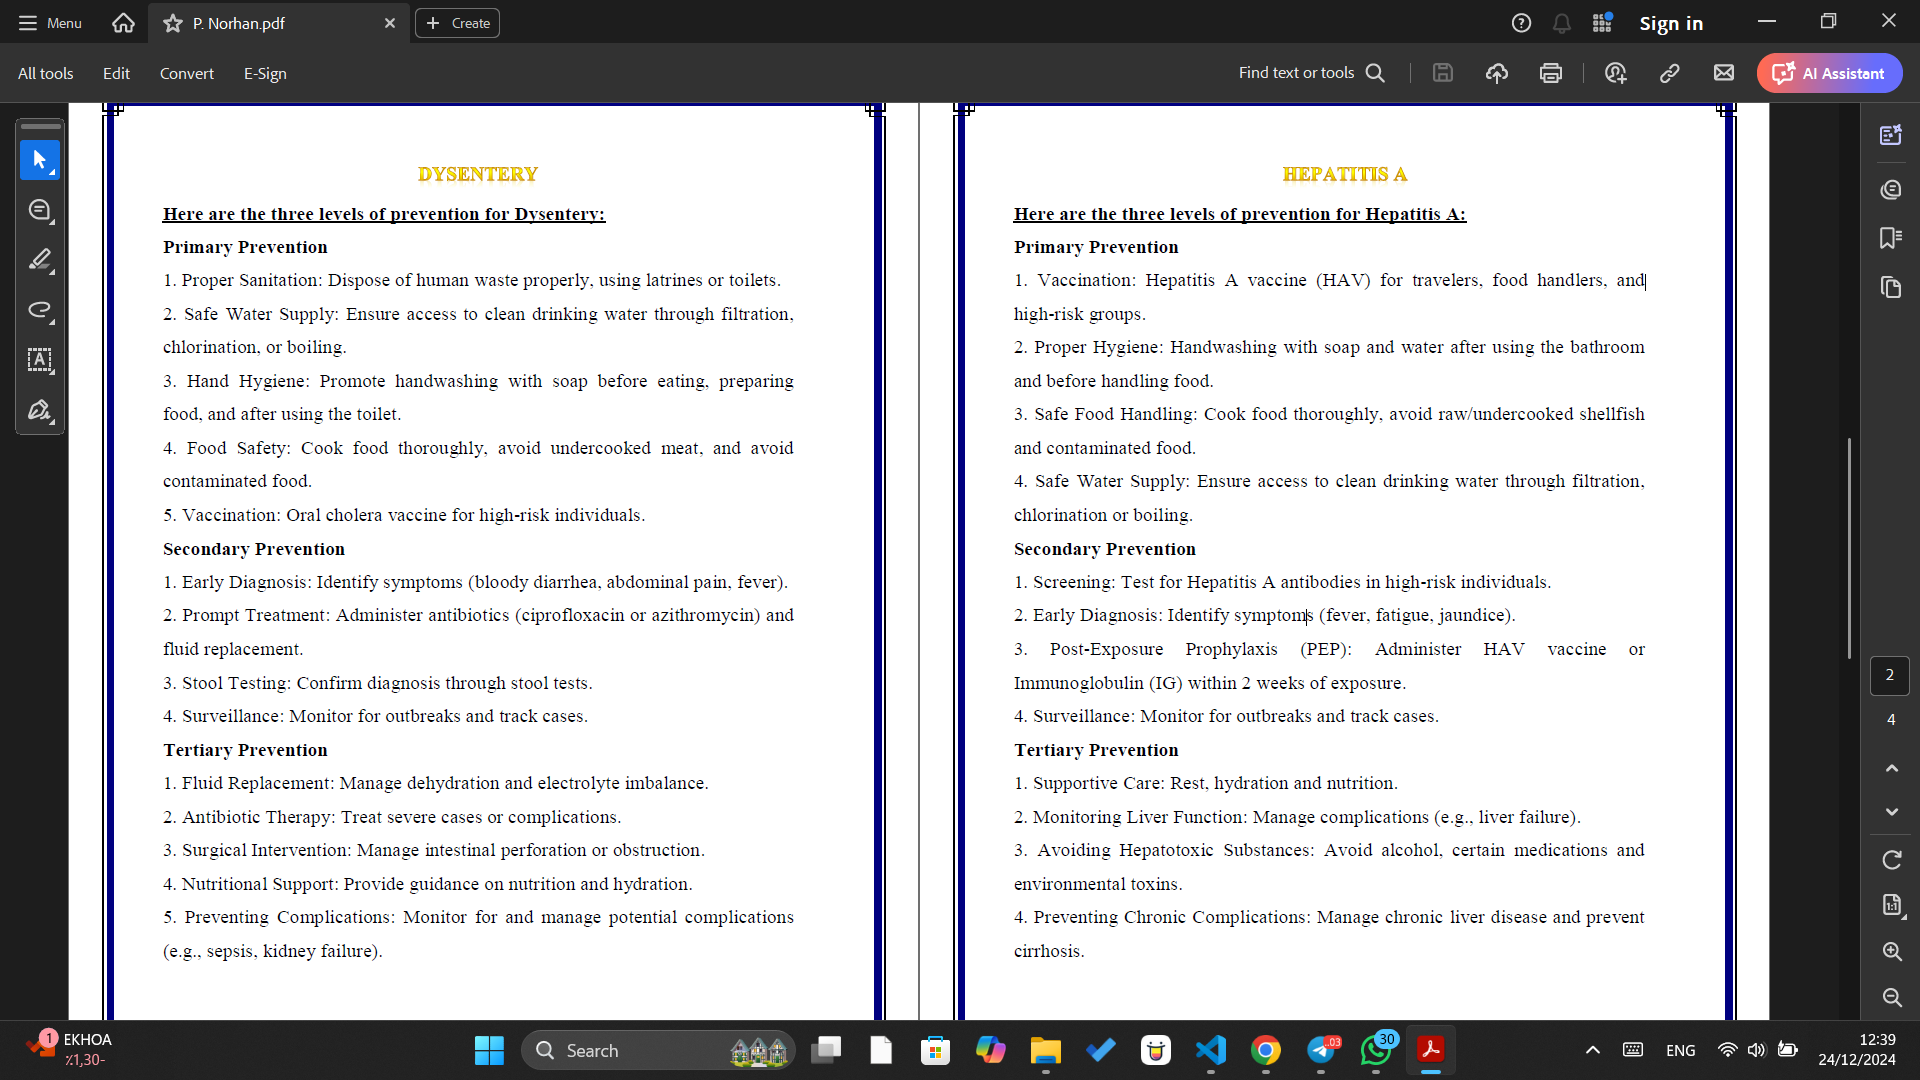 Menu
P. Norhan.pdf
Create
Sign in
All tools
Edit
Convert
E-Sign
Find text or tools
AI Assistant
DYSENTERY
Here are the three levels of prevention for Dysentery:
Primary Prevention
1. Proper Sanitation: Dispose of human waste properly, using latrines or toilets.
2. Safe Water Supply: Ensure access to clean drinking water through filtration,
chlorination, or boiling.
3. Hand Hygiene: Promote handwashing with soap before eating, preparing
food, and after using the toilet.
4. Food Safety: Cook food thoroughly, avoid undercooked meat, and avoid
contaminated food.
5. Vaccination: Oral cholera vaccine for high-risk individuals.
Secondary Prevention
1. Early Diagnosis: Identify symptoms (bloody diarrhea, abdominal pain, fever).
2. Prompt Treatment: Administer antibiotics (ciprofloxacin or azithromycin) and
fluid replacement.
3. Stool Testing: Confirm diagnosis through stool tests.
4. Surveillance: Monitor for outbreaks and track cases.
Tertiary Prevention
1. Fluid Replacement: Manage dehydration and electrolyte imbalance.
2. Antibiotic Therapy: Treat severe cases or complications.
3. Surgical Intervention: Manage intestinal perforation or obstruction.
4. Nutritional Support: Provide guidance on nutrition and hydration.
5. Preventing Complications: Monitor for and manage potential complications
(e.g., sepsis, kidney failure).
HEPATITIS A
Here are the three levels of prevention for Hepatitis A:
Primary Prevention
1. Vaccination: Hepatitis A vaccine (HAV) for travelers, food handlers, and
high-risk groups.
2. Proper Hygiene: Handwashing with soap and water after using the bathroom
and before handling food.
3. Safe Food Handling: Cook food thoroughly, avoid raw/undercooked shellfish
and contaminated food.
4. Safe Water Supply: Ensure access to clean drinking water through filtration,
chlorination or boiling.
Secondary Prevention
1. Screening: Test for Hepatitis A antibodies in high-risk individuals.
2. Early Diagnosis: Identify symptoms (fever, fatigue, jaundice).
3. Post-Exposure Prophylaxis (PEP): Administer HAV vaccine or
Immunoglobulin (IG) within 2 weeks of exposure.
4. Surveillance: Monitor for outbreaks and track cases.
Tertiary Prevention
1. Supportive Care: Rest, hydration and nutrition.
2. Monitoring Liver Function: Manage complications (e.g., liver failure).
3. Avoiding Hepatotoxic Substances: Avoid alcohol, certain medications and
environmental toxins.
4. Preventing Chronic Complications: Manage chronic liver disease and prevent
cirrhosis.
2
4
1:1
1
EKHOA
٪1,30-
Search
.03
30
ENG
12:39
24/12/2024